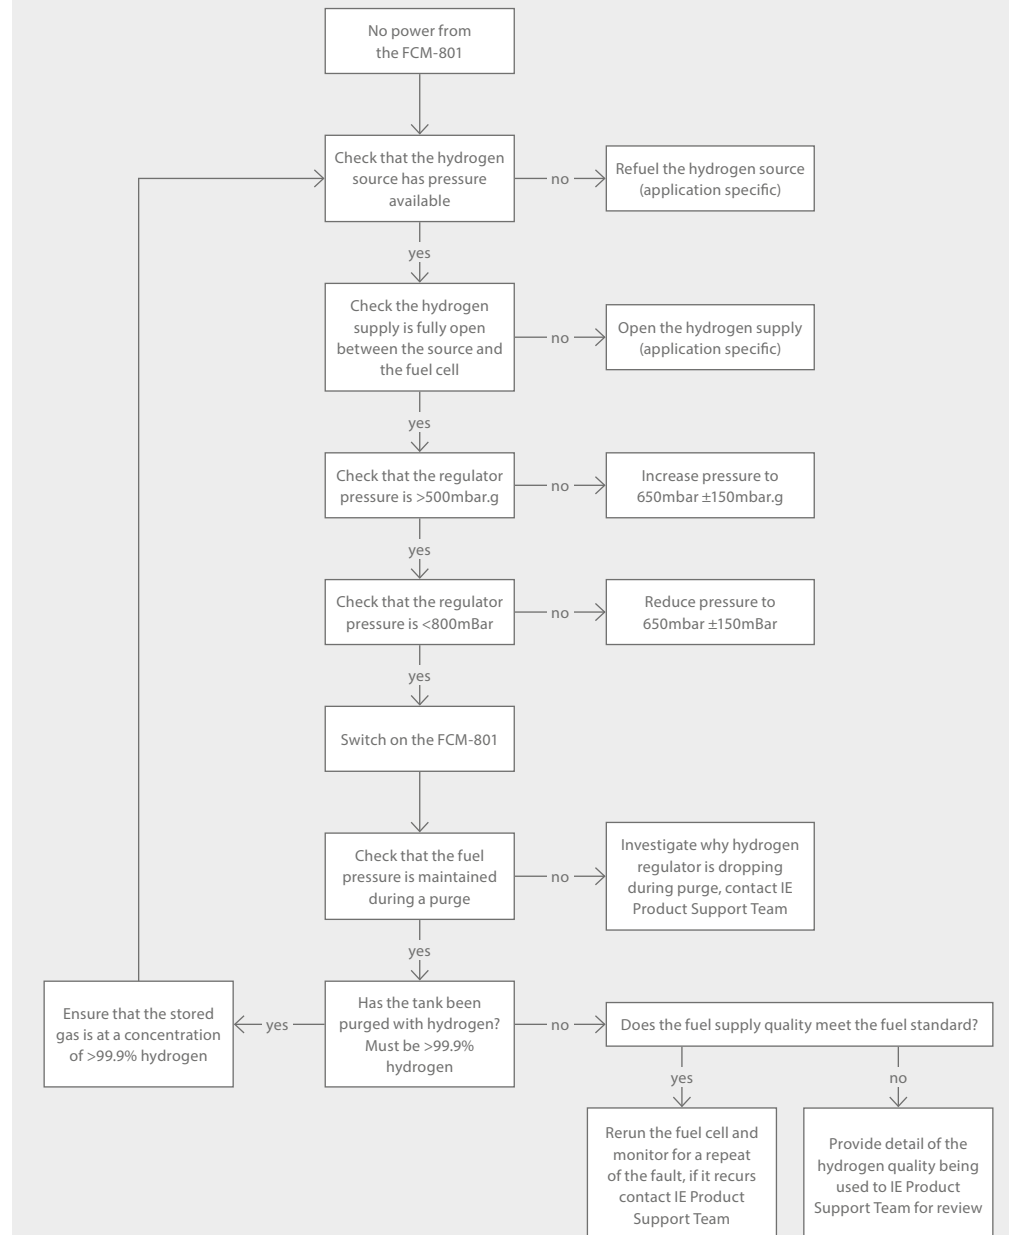 No power from
the FCM-801
Check that the hydrogen
source has pressure
available
no
Refuel the hydrogen source
(application specific)
yes
Check the hydrogen
supply is fully open
between the source and
the fuel cell
no
Open the hydrogen supply
(application specific)
yes
Check that the regulator
pressure is >500mbar.g
no
Increase pressure to
650mbar ±150mbar.g
yes
Check that the regulator
pressure is <800mBar
no
Reduce pressure to
650mbar ±150mBar
yes
Switch on the FCM-801
Check that the fuel
pressure is maintained
during a purge
no
Investigate why hydrogen
regulator is dropping
during purge, contact IE
Product Support Team
yes
Has the tank been
purged with hydrogen?
Must be >99.9%
hydrogen
yes
Ensure that the stored
gas is at a concentration
of >99.9% hydrogen
no
Does the fuel supply quality meet the fuel standard?
yes
Rerun the fuel cell and
monitor for a repeat
of the fault, if it recurs
contact IE Product
Support Team
no
Provide detail of the
hydrogen quality being
used to IE Product
Support Team for review